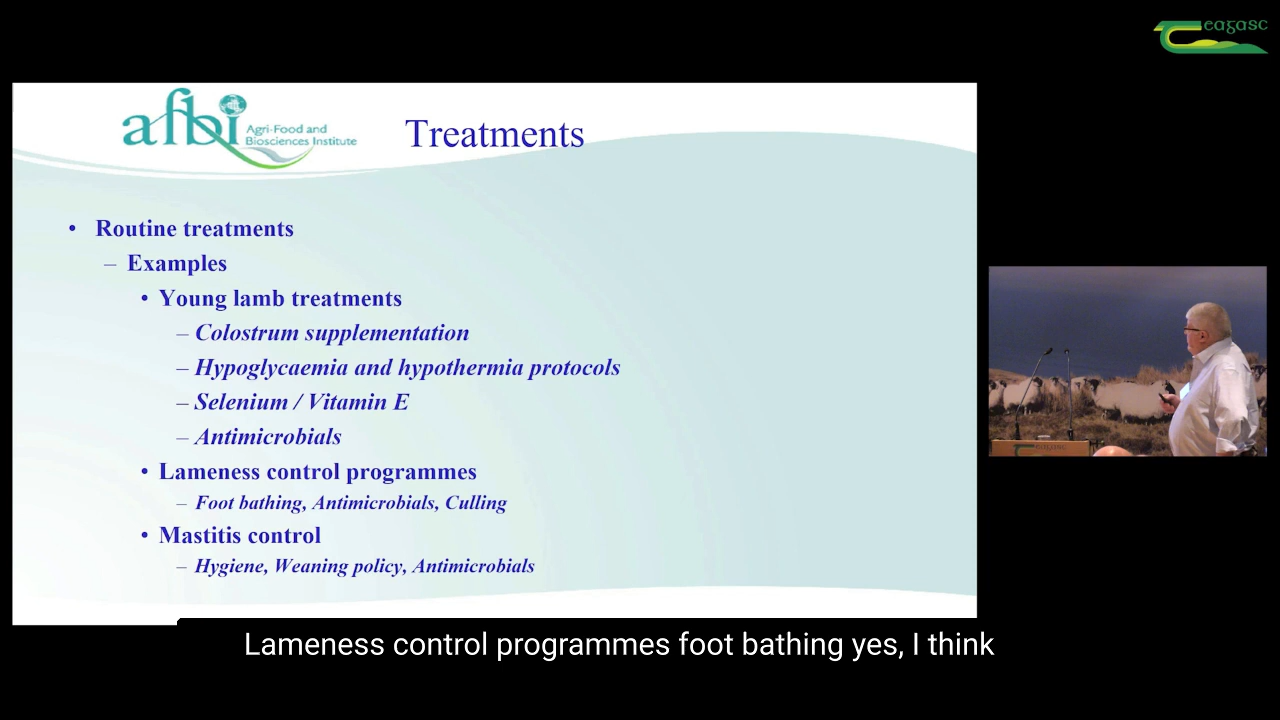 eagasc
afbi
Agri-Food and
Biosciences Institute
Treatments
• Routine treatments
– Examples
• Young lamb treatments
– Colostrum supplementation
– Hypoglycaemia and hypothermia protocols
– Selenium / Vitamin E
– Antimicrobials
• Lameness control programmes
– Foot bathing, Antimicrobials, Culling
• Mastitis control
– Hygiene, Weaning policy, Antimicrobials
Lameness control programmes foot bathing yes, I think